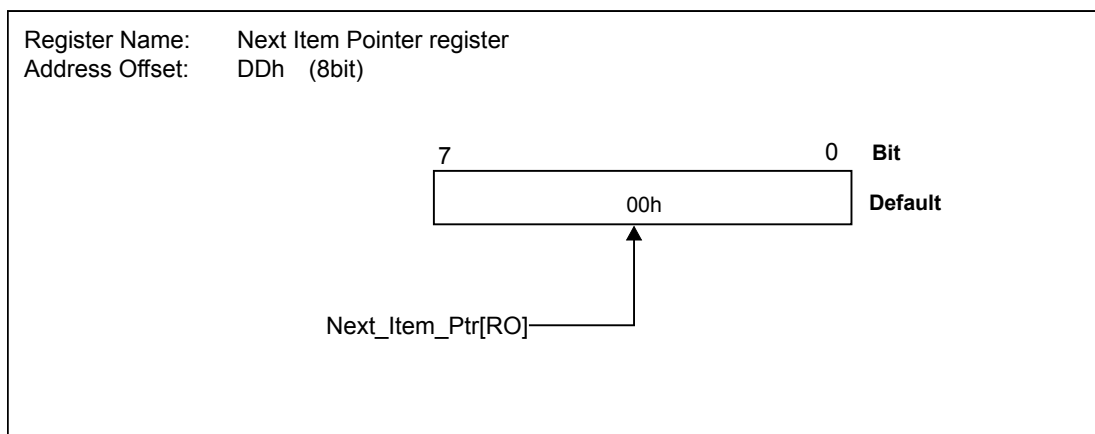 Register Name: Next Item Pointer register
Address Offset: DDh (8bit)
7 0 Bit
00h Default
Next_Item_Ptr[RO]